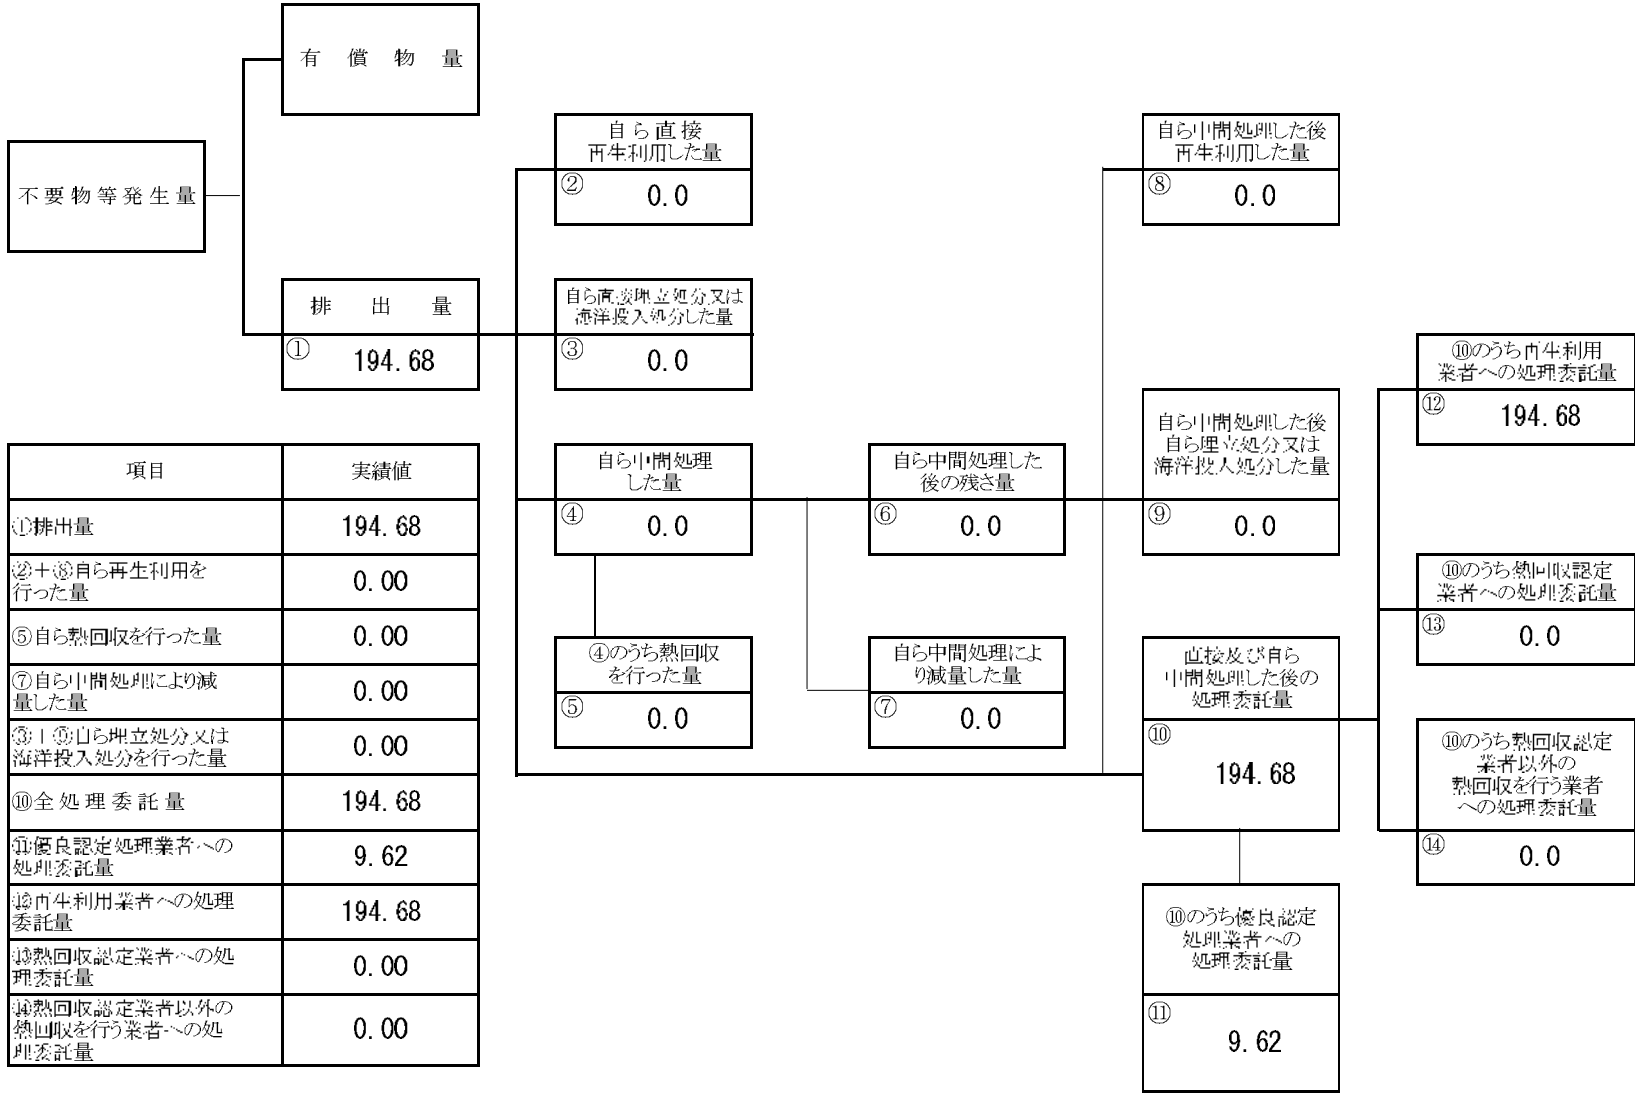 有償物量
不要物等発生量
排出量
①
194.68
自ら直接
再生利用した量
②
0.0
自ら直接埋立処分又は
海洋投入処分した量
③
0.0
自ら中間処理
した量
④
0.0
④のうち熱回収
を行った量
⑤
0.0
自ら中間処理した
後の残さ量
⑥
0.0
自ら中間処理によ
り減量した量
⑦
0.0
自ら中間処理した後
再生利用した量
⑧
0.0
自ら中間処理した後
自ら埋立処分又は
海洋投入処分した量
⑨
0.0
直接及び自ら
中間処理した後の
処理委託量
⑩
194.68
⑩のうち優良認定
処理業者への
処理委託量
⑪
9.62
⑩のうち再生利用
業者への処理委託量
⑫
194.68
⑩のうち熱回収認定
業者への処理委託量
⑬
0.0
⑩のうち熱回収認定
業者以外の
熱回収を行う業者
への処理委託量
⑭
0.0
項目 実績値
①排出量 194.68
②＋⑧自ら再生利用を
行った量 0.00
⑤自ら熱回収を行った量 0.00
⑦自ら中間処理により減
量した量 0.00
③＋⑨自ら埋立処分又は
海洋投入処分を行った量 0.00
⑩全処理委託量 194.68
⑪優良認定処理業者への
処理委託量 9.62
⑫再生利用業者への処理
委託量 194.68
⑬熱回収認定業者への処
理委託量 0.00
⑭熱回収認定業者以外の
熱回収を行う業者への処
理委託量 0.00